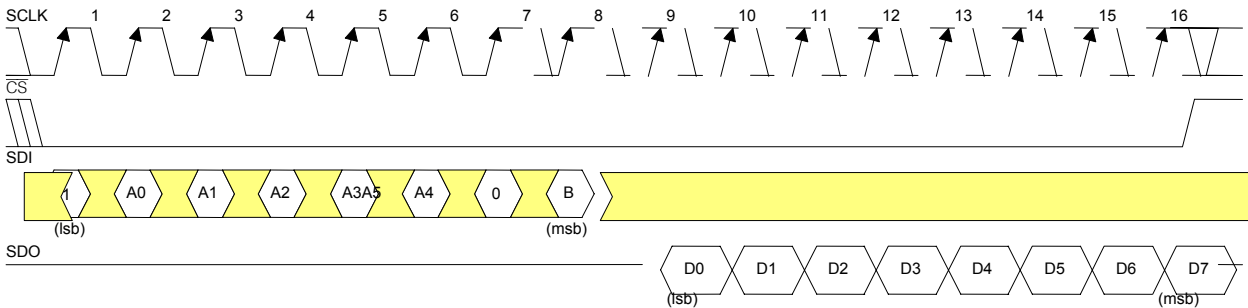 SCLK 1 2 3 4 5 6 7 8 9 10 11 12 13 14 15 16
CS
SDI
1 A0 A1 A2 A3A5 A4 0 B
(lsb) (msb)
SDO
D0 D1 D2 D3 D4 D5 D6 D7
(lsb) (msb)